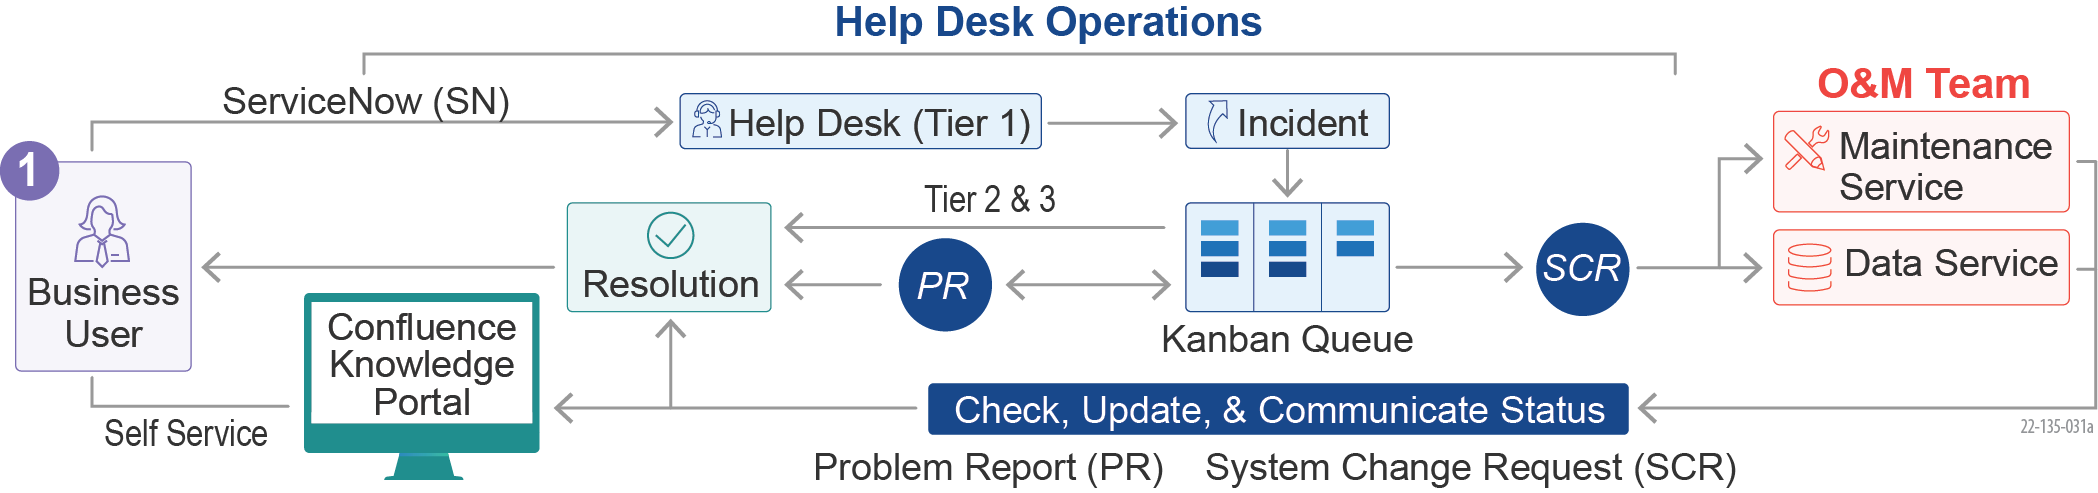 Help Desk Operations
ServiceNow (SN)
O&M Team
1
Help Desk (Tier 1)
Incident
Maintenance
Service
Tier 2 & 3
Business
User
Resolution
PR
Kanban Queue
SCR
Data Service
Confluence
Knowledge
Portal
Self Service
Check, Update, & Communicate Status
22-135-031a
Problem Report (PR)
System Change Request (SCR)